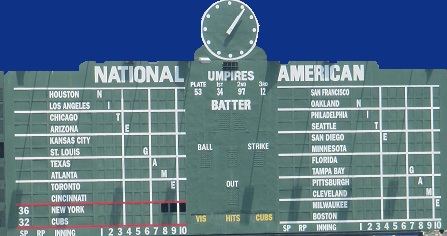 NATIONAL
UMPIRES
PLATE 1ST 2ND 3RD
53 24 97 12
BATTER
BALL STRIKE
OUT
VIS HITS CUBS
AMERICAN
HOUSTON N
LOS ANGELES I
CHICAGO T
ARIZONA E
KANSAS CITY
ST. LOUIS G
TEXAS A
ATLANTA M
TORONTO E
CINCINNATI
36 NEW YORK
32 CUBS
SP RP INNING 1 2 3 4 5 6 7 8 9 10
SAN FRANCISCO
OAKLAND N
PHILADELPHIA I
SEATTLE T
SAN DIEGO E
MINNESOTA
FLORIDA
TAMPA BAY G
PITTSBURGH A
CLEVELAND M
MILWAUKEE E
BOSTON
SP RP INNING 1 2 3 4 5 6 7 8 9 10